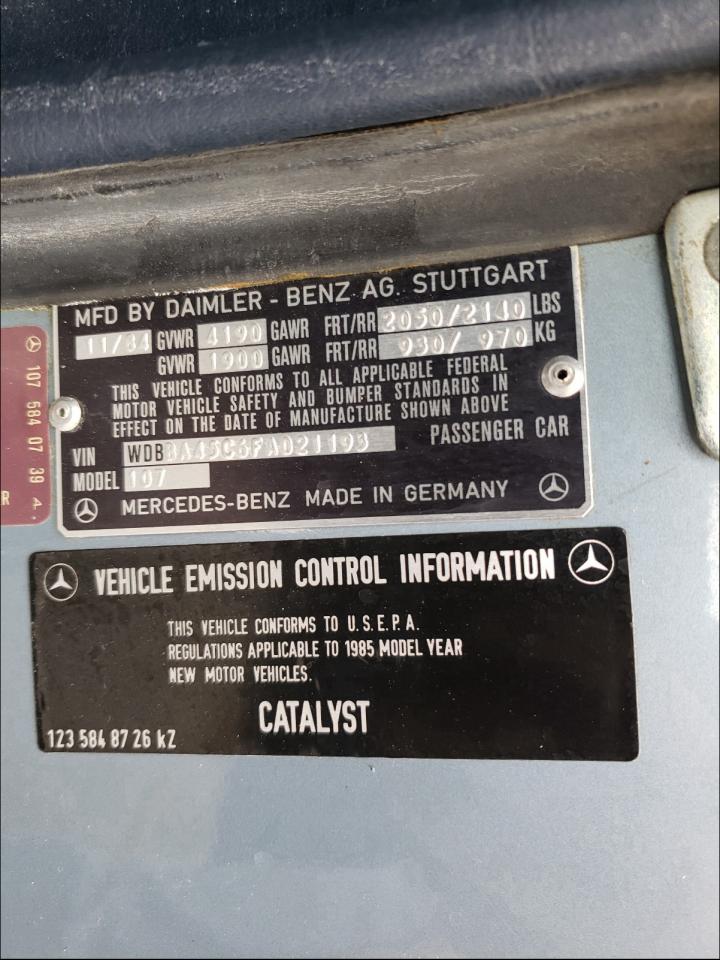 MFD BY DAIMLER - BENZ AG. STUTTGART
11/84 GVWR 4190 GAWR FRT/RR 2050/2140 LBS
GVWR 1900 GAWR FRT/RR 930/ 970 KG
THIS VEHICLE CONFORMS TO ALL APPLICABLE FEDERAL
MOTOR VEHICLE SAFETY AND BUMPER STANDARDS IN
EFFECT ON THE DATE OF MANUFACTURE SHOWN ABOVE
VIN WDBBA45C6FA021193 PASSENGER CAR
MODEL 107
MERCEDES-BENZ MADE IN GERMANY
107 584 07 39 4
R
VEHICLE EMISSION CONTROL INFORMATION
THIS VEHICLE CONFORMS TO U.S.E.P.A.
REGULATIONS APPLICABLE TO 1985 MODEL YEAR
NEW MOTOR VEHICLES.
CATALYST
123 584 87 26 kZ